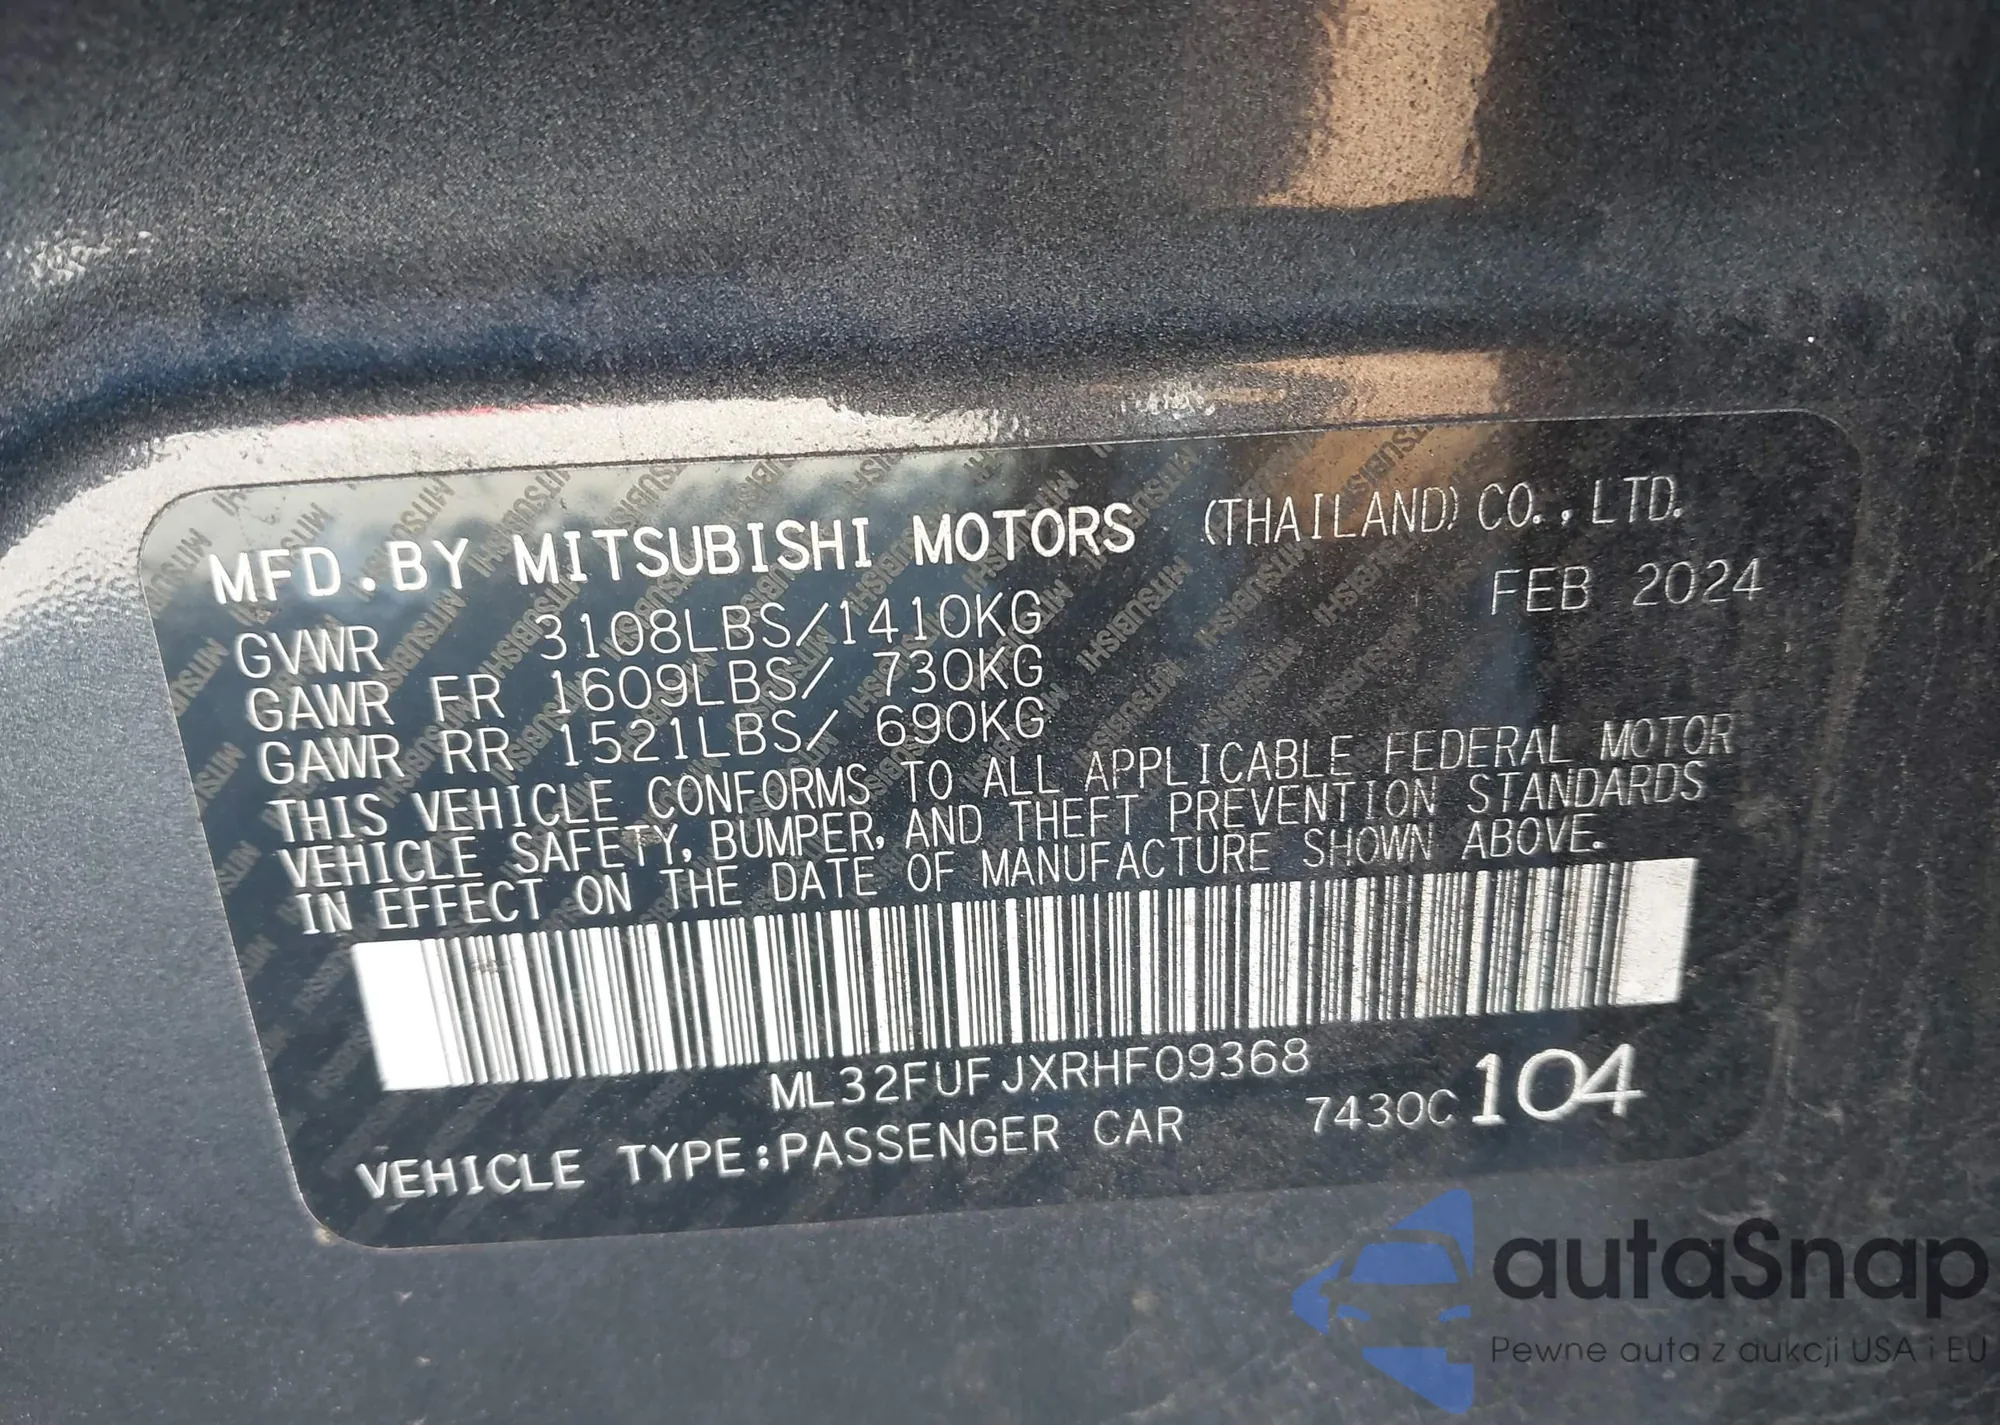 MFD.BY MITSUBISHI MOTORS (THAILAND) CO.,LTD.
FEB 2024
GVWR 3108LBS/1410KG
GAWR FR 1609LBS/ 730KG
GAWR RR 1521LBS/ 690KG
THIS VEHICLE CONFORMS TO ALL APPLICABLE FEDERAL MOTOR
VEHICLE SAFETY, BUMPER, AND THEFT PREVENTION STANDARDS
IN EFFECT ON THE DATE OF MANUFACTURE SHOWN ABOVE.
ML32FUFJXRHF09368
7430C 104
VEHICLE TYPE:PASSENGER CAR
autaSnap
Pewne auta z aukcji USA i EU